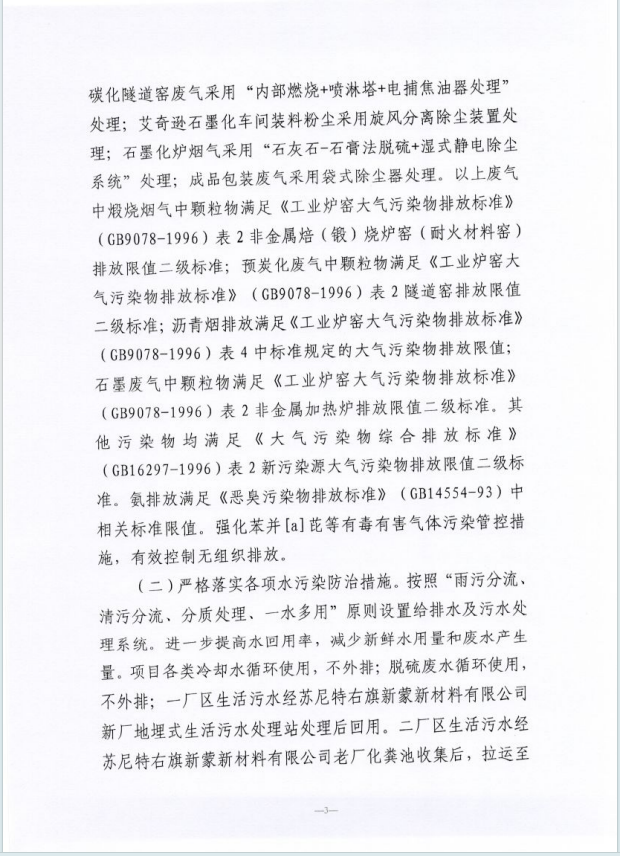 碳化隧道窑废气采用“内部燃烧+喷淋塔+电捕焦油器处理”
处理；艾奇逊石墨化车间装料粉尘采用旋风分离除尘装置处
理；石墨化炉烟气采用“石灰石-石膏法脱硫+湿式静电除尘
系统”处理；成品包装废气采用袋式除尘器处理。以上废气
中煅烧烟气中颗粒物满足《工业炉窑大气污染物排放标准》
（GB9078-1996）表2非金属焙（锻）烧炉窑（耐火材料窑）
排放限值二级标准；预炭化废气中颗粒物满足《工业炉窑大
气污染物排放标准》（GB9078-1996）表2隧道窑排放限值
二级标准；沥青烟排放满足《工业炉窑大气污染物排放标准》
（GB9078-1996）表4中标准规定的大气污染物排放限值；
石墨废气中颗粒物满足《工业炉窑大气污染物排放标准》
（GB9078-1996）表2非金属加热炉排放限值二级标准。其
他污染物均满足《大气污染物综合排放标准》
（GB16297-1996）表2新污染源大气污染物排放限值二级标
准。氨排放满足《恶臭污染物排放标准》（GB14554-93）中
相关标准限值。强化苯并[a]芘等有毒有害气体污染管控措
施，有效控制无组织排放。
（二）严格落实各项水污染防治措施。按照“雨污分流、
清污分流、分质处理、一水多用”原则设置给排水及污水处
理系统。进一步提高水回用率，减少新鲜水用量和废水产生
量。项目各类冷却水循环使用，不外排；脱硫废水循环使用，
不外排；一厂区生活污水经苏尼特右旗新蒙新材料有限公司
新厂地埋式生活污水处理站处理后回用。二厂区生活污水经
苏尼特右旗新蒙新材料有限公司老厂化粪池收集后，拉运至
—3—